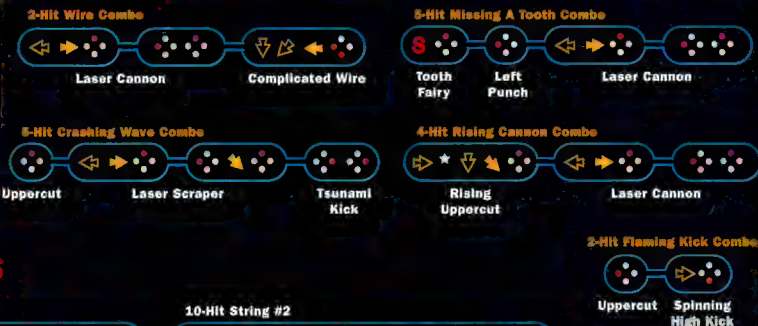 2-Hit Wire Combo
Laser Cannon
Complicated Wire
5-Hit Missing A Tooth Combo
S
Tooth
Fairy
Left
Punch
Laser Cannon
5-Hit Crashing Wave Combo
Uppercut
Laser Scraper
Tsunami
Kick
4-Hit Rising Cannon Combo
Rising
Uppercut
Laser Cannon
2-Hit Flaming Kick Combo
Uppercut
Spinning
High Kick
10-Hit String #2